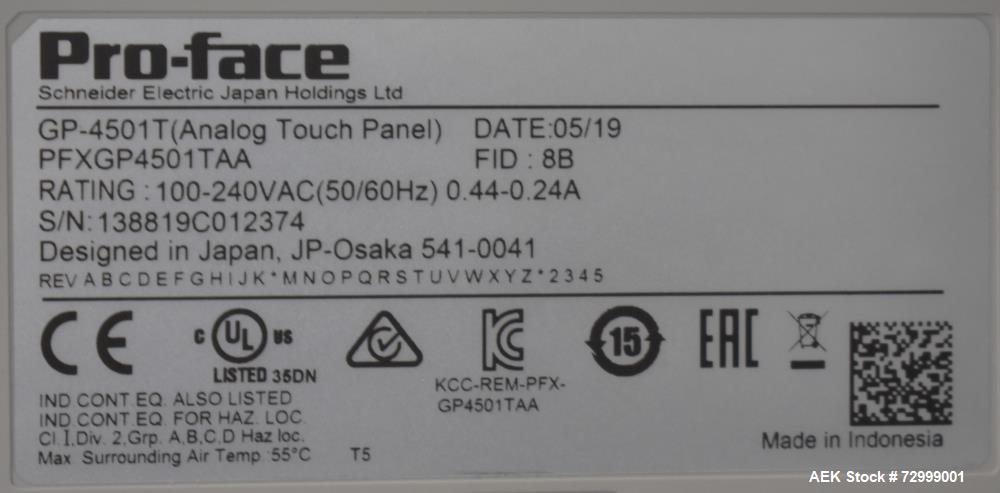 Pro-face
Schneider Electric Japan Holdings Ltd
GP-4501T(Analog Touch Panel) DATE:05/19
PFXGP4501TAA FID : 8B
RATING : 100-240VAC(50/60Hz) 0.44-0.24A
S/N:138819C012374
Designed in Japan, JP-Osaka 541-0041
REV A B C D E F G H I J K * M N O P Q R S T U V W X Y Z * 2 3 4 5
CE
C UL US
LISTED 35DN
KC
KCC-REM-PFX-
GP4501TAA
15
EAC
IND CONT.EQ. ALSO LISTED
IND.CONT.EQ. FOR HAZ. LOC.
Cl.I,Div. 2,Grp. A,B,C,D Haz loc.
Max Surrounding Air Temp :55°C T5
Made in Indonesia
AEK Stock # 72999001